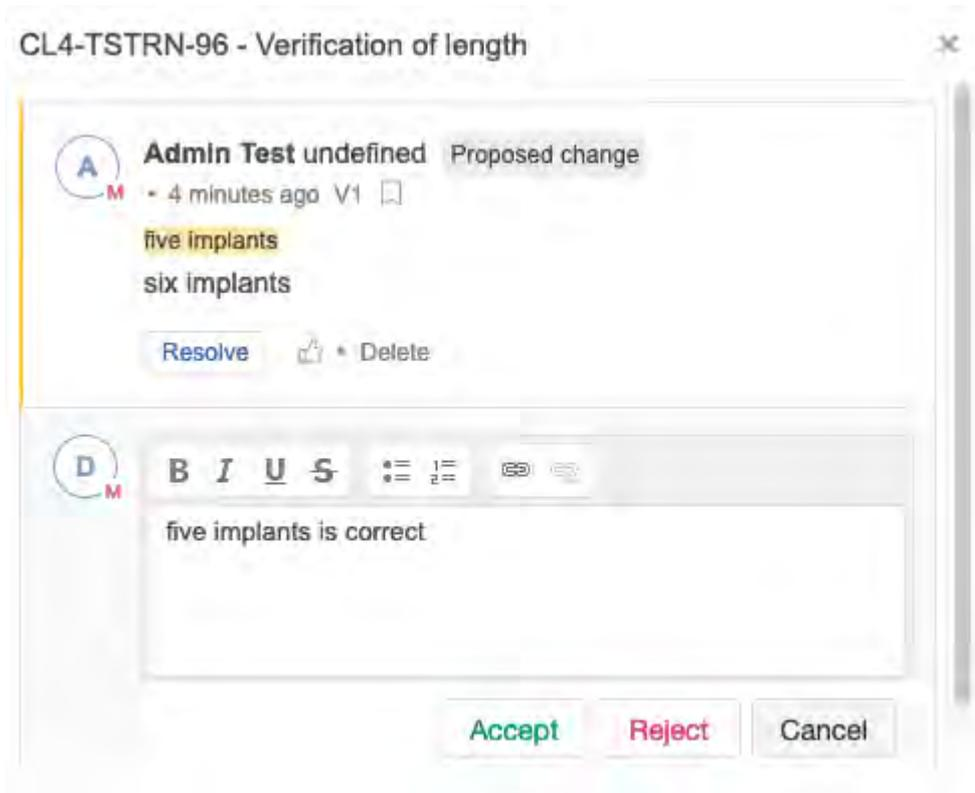 CL4-TSTRN-96 - Verification of length
A
M
Admin Test undefined Proposed change
• 4 minutes ago V1
five implants
six implants
Resolve • Delete
D
M
B I U S
five implants is correct
Accept Reject Cancel